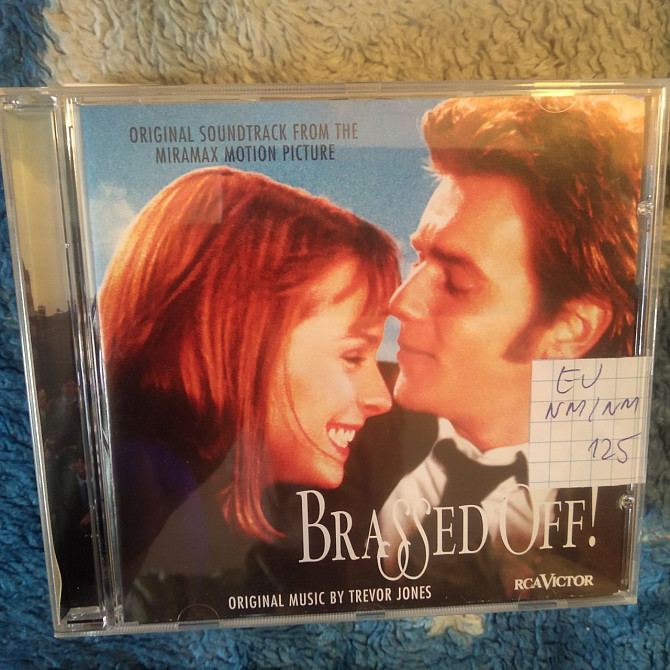 ORIGINAL SOUNDTRACK FROM THE
MIRAMAX MOTION PICTURE
EU
NM/NM
125
BRASSED OFF!
RCA VICTOR
ORIGINAL MUSIC BY TREVOR JONES